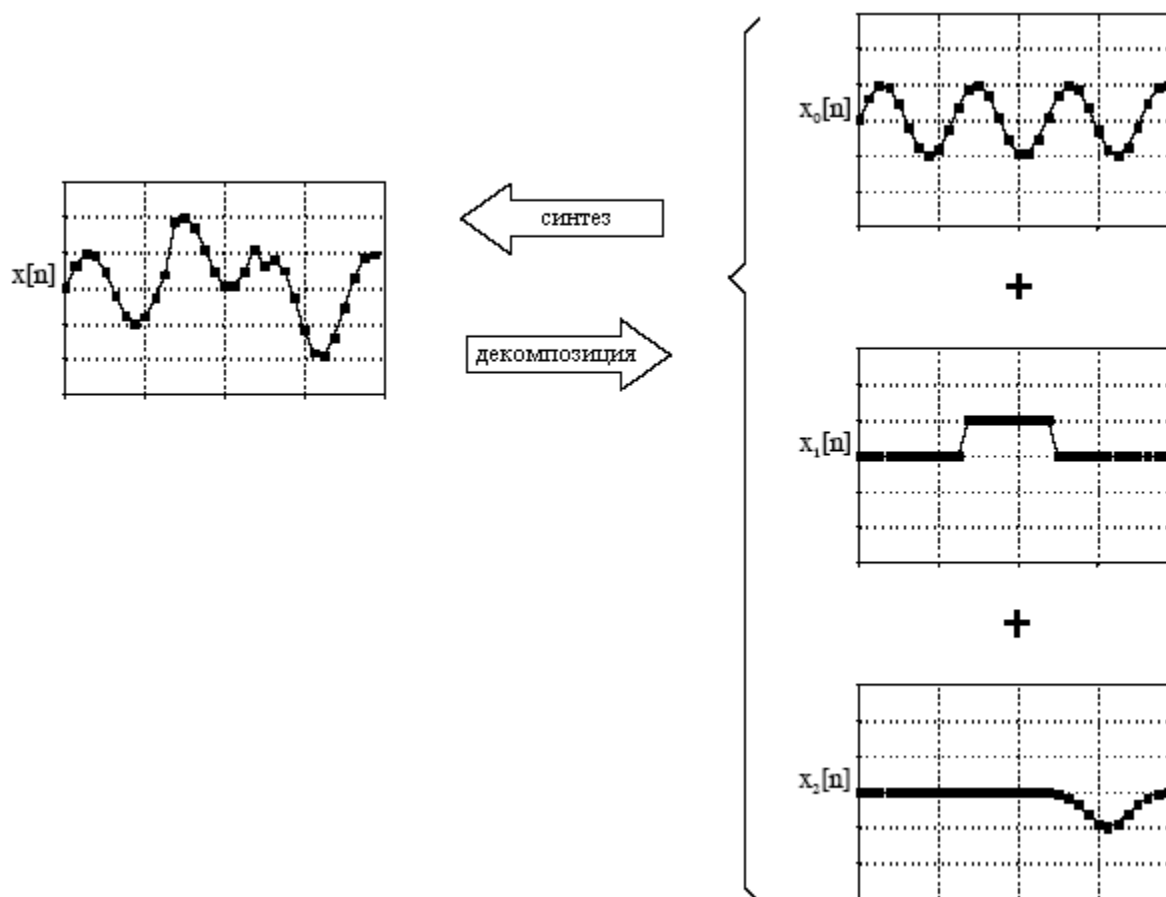 x[n]
синтез
декомпозиция
x₀[n]
+
x₁[n]
+
x₂[n]